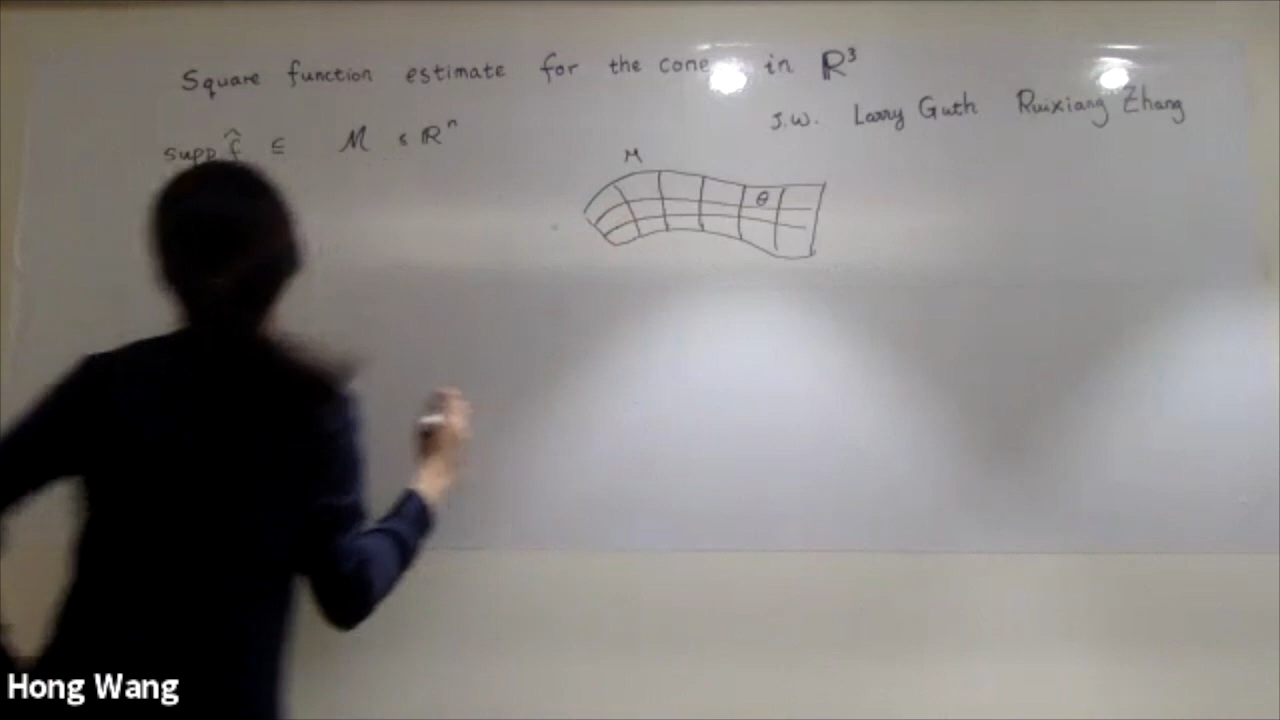 Square function estimate for the cone in ℝ³
J.W. Larry Guth Ruixiang Zhang
supp f̂ ⊆ M ⊆ ℝⁿ
M
θ
Hong Wang